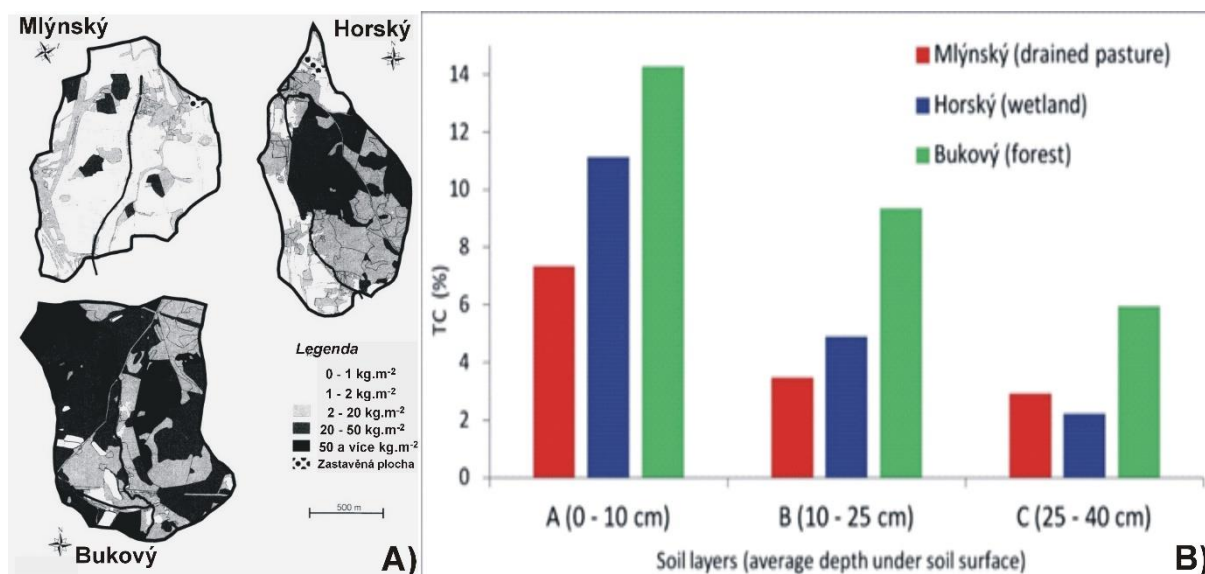 Mlýnský
Horský
Legenda
0 - 1 kg.m-2
1 - 2 kg.m-2
2 - 20 kg.m-2
20 - 50 kg.m-2
50 a více kg.m-2
Zastavěná plocha
500 m
Bukový
A)
Mlýnský (drained pasture)
Horský (wetland)
Bukový (forest)
TC (%)
14
12
10
8
6
4
2
0
A (0 - 10 cm)
B (10 - 25 cm)
C (25 - 40 cm)
Soil layers (average depth under soil surface)
B)